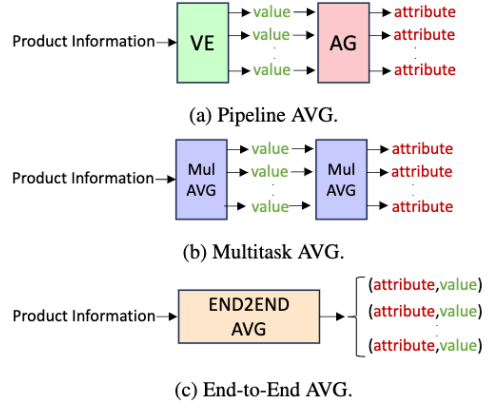 Product Information
VE
value
value
value
AG
attribute
attribute
attribute
(a) Pipeline AVG.
Product Information
Mul
AVG
value
value
value
Mul
AVG
attribute
attribute
attribute
(b) Multitask AVG.
Product Information
END2END
AVG
(attribute,value)
(attribute,value)
(attribute,value)
(c) End-to-End AVG.